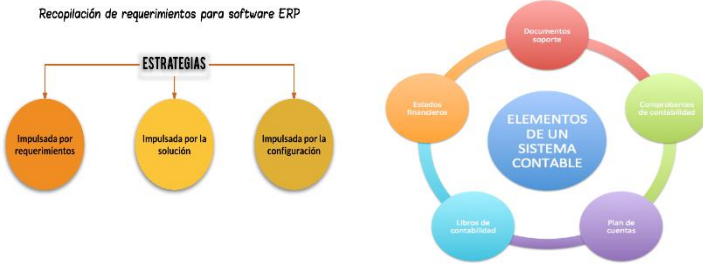 Recopilación de requerimientos para software ERP
ESTRATEGIAS
Impulsada por
requerimientos
Impulsada por la
solución
Impulsada por la
configuración
Documentos
soporte
Comprobantes
de contabilidad
Plan de
cuentas
Libros de
contabilidad
Estados
financieros
ELEMENTOS
DE UN
SISTEMA
CONTABLE